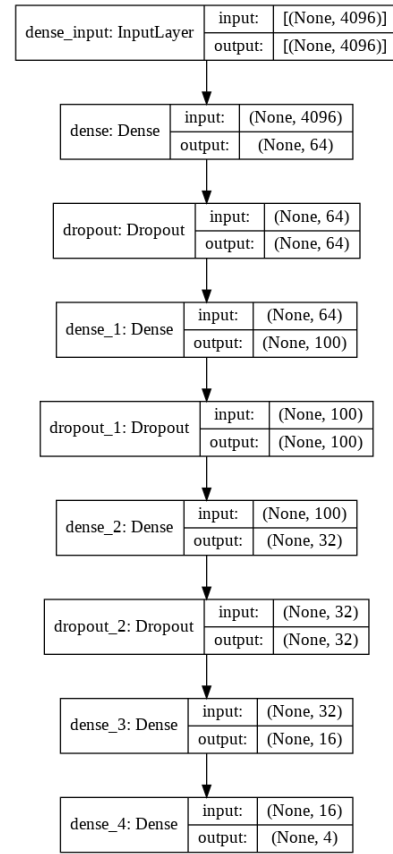 dense_input: InputLayer input: [(None, 4096)]
output: [(None, 4096)]
dense: Dense input: (None, 4096)
output: (None, 64)
dropout: Dropout input: (None, 64)
output: (None, 64)
dense_1: Dense input: (None, 64)
output: (None, 100)
dropout_1: Dropout input: (None, 100)
output: (None, 100)
dense_2: Dense input: (None, 100)
output: (None, 32)
dropout_2: Dropout input: (None, 32)
output: (None, 32)
dense_3: Dense input: (None, 32)
output: (None, 16)
dense_4: Dense input: (None, 16)
output: (None, 4)